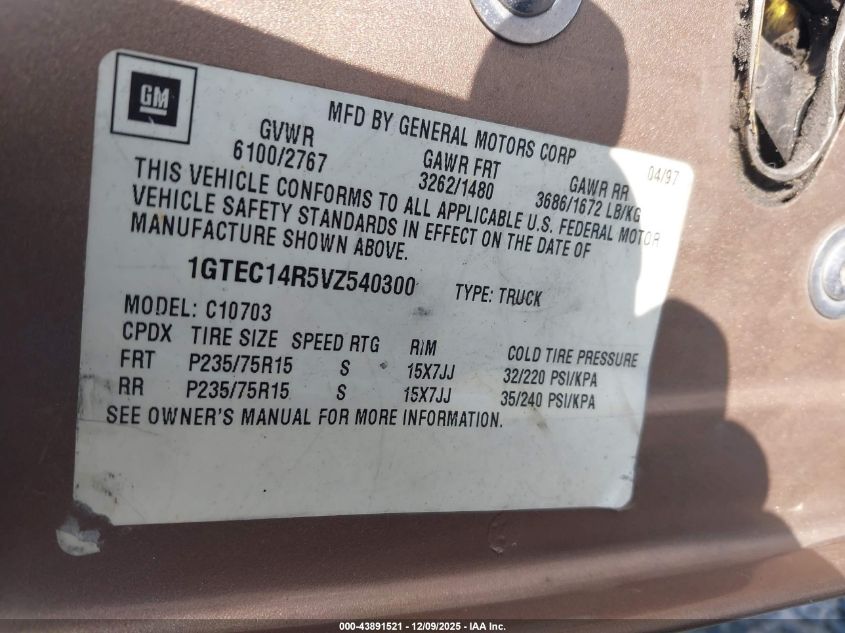 GM
MFD BY GENERAL MOTORS CORP 04/97
GVWR GAWR FRT GAWR RR
6100/2767 3262/1480 3686/1672 LB/KG
THIS VEHICLE CONFORMS TO ALL APPLICABLE U.S. FEDERAL MOTOR
VEHICLE SAFETY STANDARDS IN EFFECT ON THE DATE OF
MANUFACTURE SHOWN ABOVE.
1GTEC14R5VZ540300 TYPE: TRUCK
MODEL: C10703
CPDX TIRE SIZE SPEED RTG RIM COLD TIRE PRESSURE
FRT P235/75R15 S 15X7JJ 32/220 PSI/KPA
RR P235/75R15 S 15X7JJ 35/240 PSI/KPA
SEE OWNER'S MANUAL FOR MORE INFORMATION.
000-43891521 - 12/09/2025 - IAA Inc.